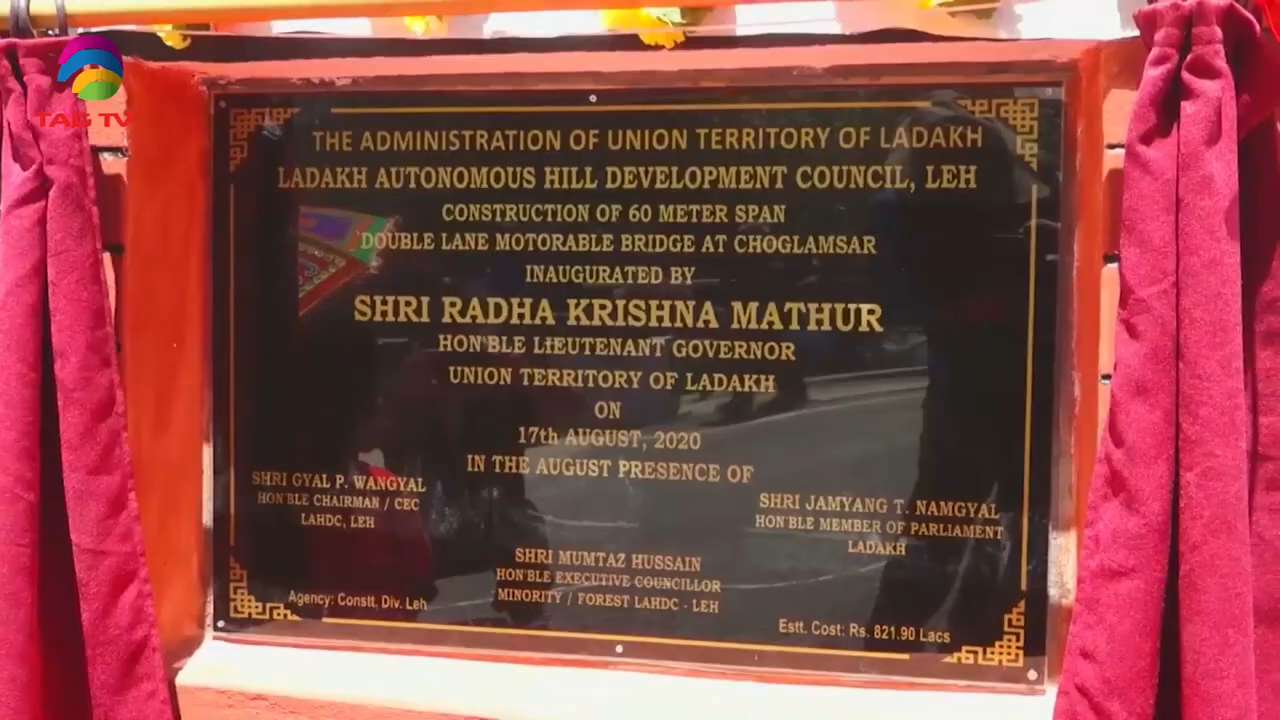 TAG TV
THE ADMINISTRATION OF UNION TERRITORY OF LADAKH
LADAKH AUTONOMOUS HILL DEVELOPMENT COUNCIL, LEH
CONSTRUCTION OF 60 METER SPAN
DOUBLE LANE MOTORABLE BRIDGE AT CHOGLAMSAR
INAUGURATED BY
SHRI RADHA KRISHNA MATHUR
HON'BLE LIEUTENANT GOVERNOR
UNION TERRITORY OF LADAKH
ON
17th AUGUST, 2020
IN THE AUGUST PRESENCE OF
SHRI GYAL P. WANGYAL
HON'BLE CHAIRMAN / CEC
LAHDC, LEH
SHRI JAMYANG T. NAMGYAL
HON'BLE MEMBER OF PARLIAMENT
LADAKH
SHRI MUMTAZ HUSSAIN
HON'BLE EXECUTIVE COUNCILLOR
MINORITY / FOREST LAHDC - LEH
Agency: Constt. Div. Leh
Estt. Cost: Rs. 821.90 Lacs